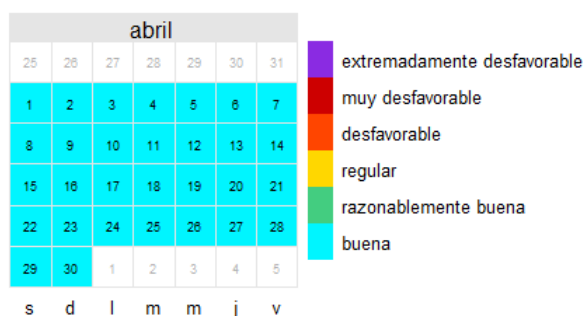 abril
25 26 27 28 29 30 31
1 2 3 4 5 6 7
8 9 10 11 12 13 14
15 16 17 18 19 20 21
22 23 24 25 26 27 28
29 30 1 2 3 4 5
s d l m m j v
extremadamente desfavorable
muy desfavorable
desfavorable
regular
razonablemente buena
buena